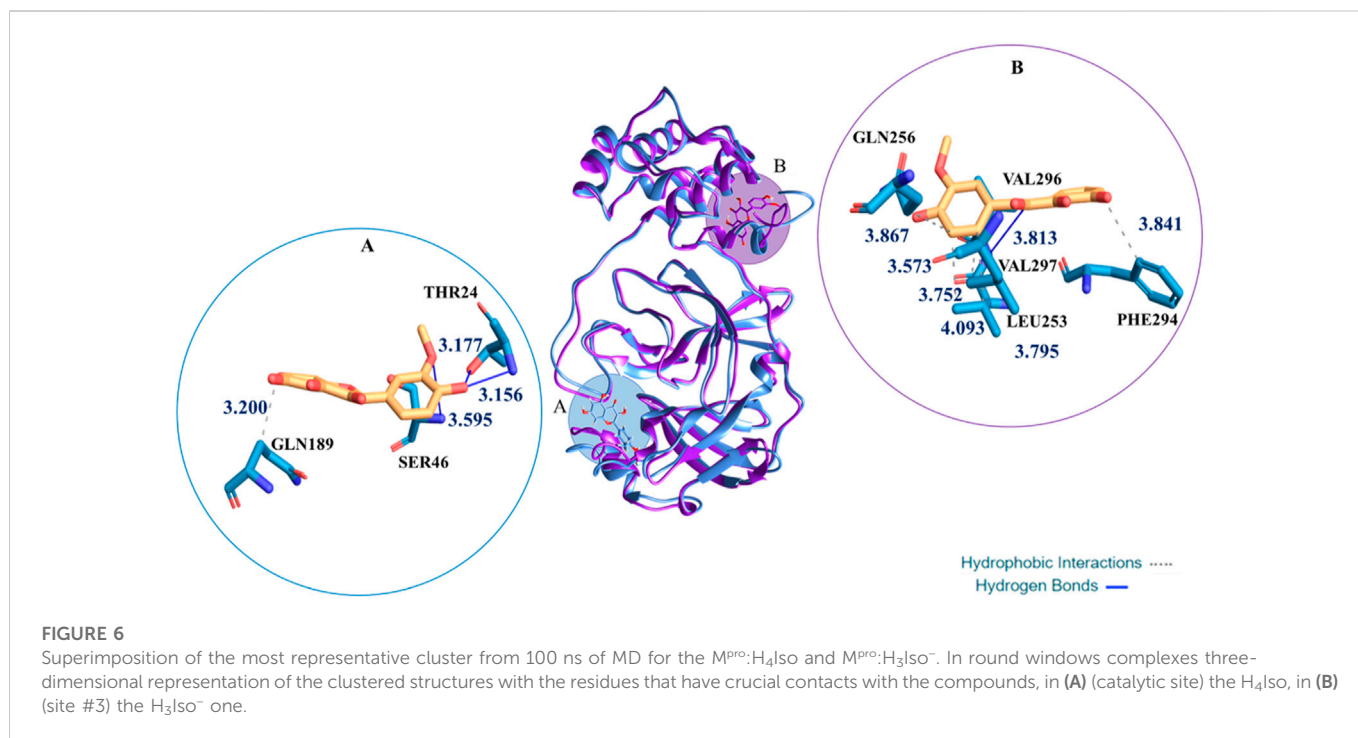 A
THR24
3.177
3.156
3.595
3.200
GLN189
SER46
B
A
B
GLN256
VAL296
3.841
3.867
3.813
3.573
VAL297
3.752
LEU253
PHE294
4.093
3.795
Hydrophobic Interactions
Hydrogen Bonds
FIGURE 6
Superimposition of the most representative cluster from 100 ns of MD for the Mᵖʳᵒ:H₄Iso and Mᵖʳᵒ:H₃Iso⁻. In round windows complexes three-
dimensional representation of the clustered structures with the residues that have crucial contacts with the compounds, in (A) (catalytic site) the H₄Iso, in (B)
(site #3) the H₃Iso⁻ one.